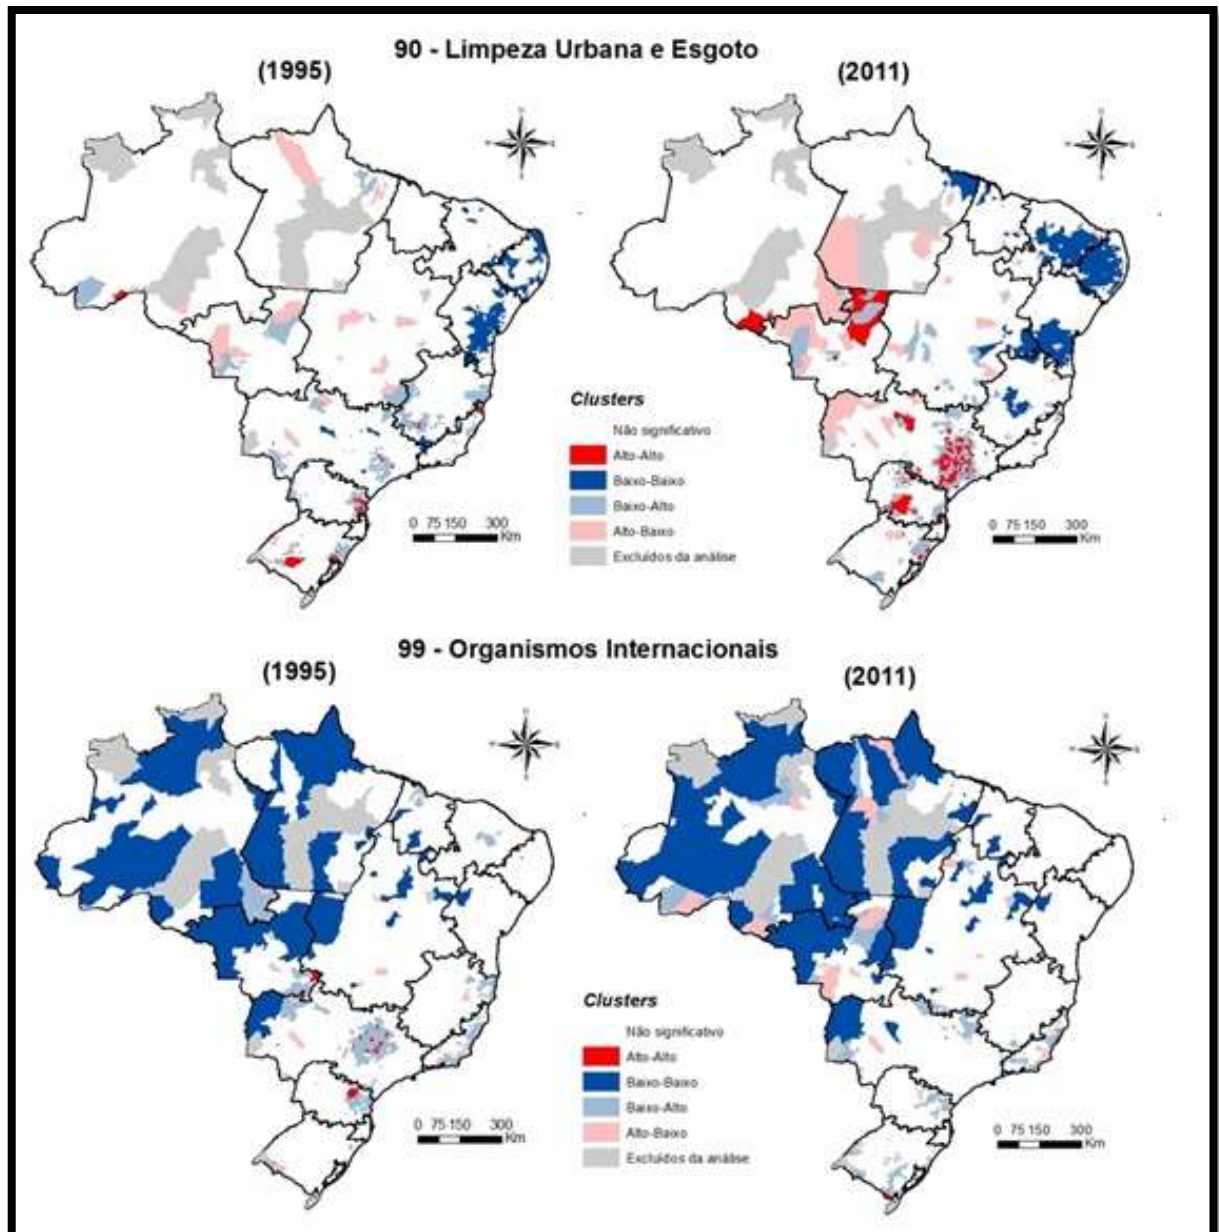 90 - Limpeza Urbana e Esgoto
(1995)
(2011)
Clusters
Não significativo
Alto-Alto
Baixo-Baixo
Baixo-Alto
Alto-Baixo
Excluídos da análise
0 75 150 300
Km
0 75 150 300
Km
99 - Organismos Internacionais
(1995)
(2011)
Clusters
Não significativo
Alto-Alto
Baixo-Baixo
Baixo-Alto
Alto-Baixo
Excluídos da análise
0 75 150 300
Km
0 75 150 300
Km